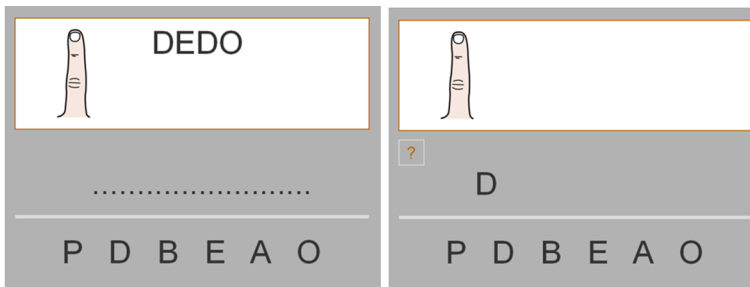 DEDO
........................
P D B E A O
?
D
P D B E A O